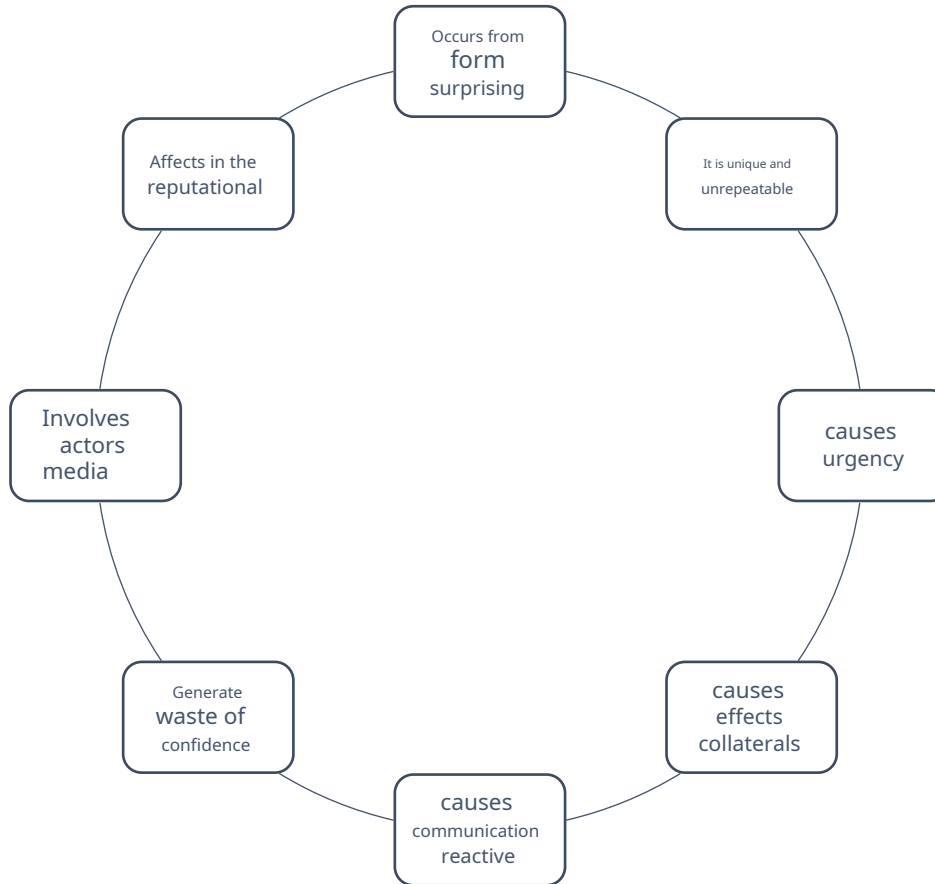 Occurs from
form
surprising
It is unique and
unrepeatable
causes
urgency
causes
effects
collaterals
causes
communication
reactive
Generate
waste of
confidence
Involves
actors
media
Affects in the
reputational